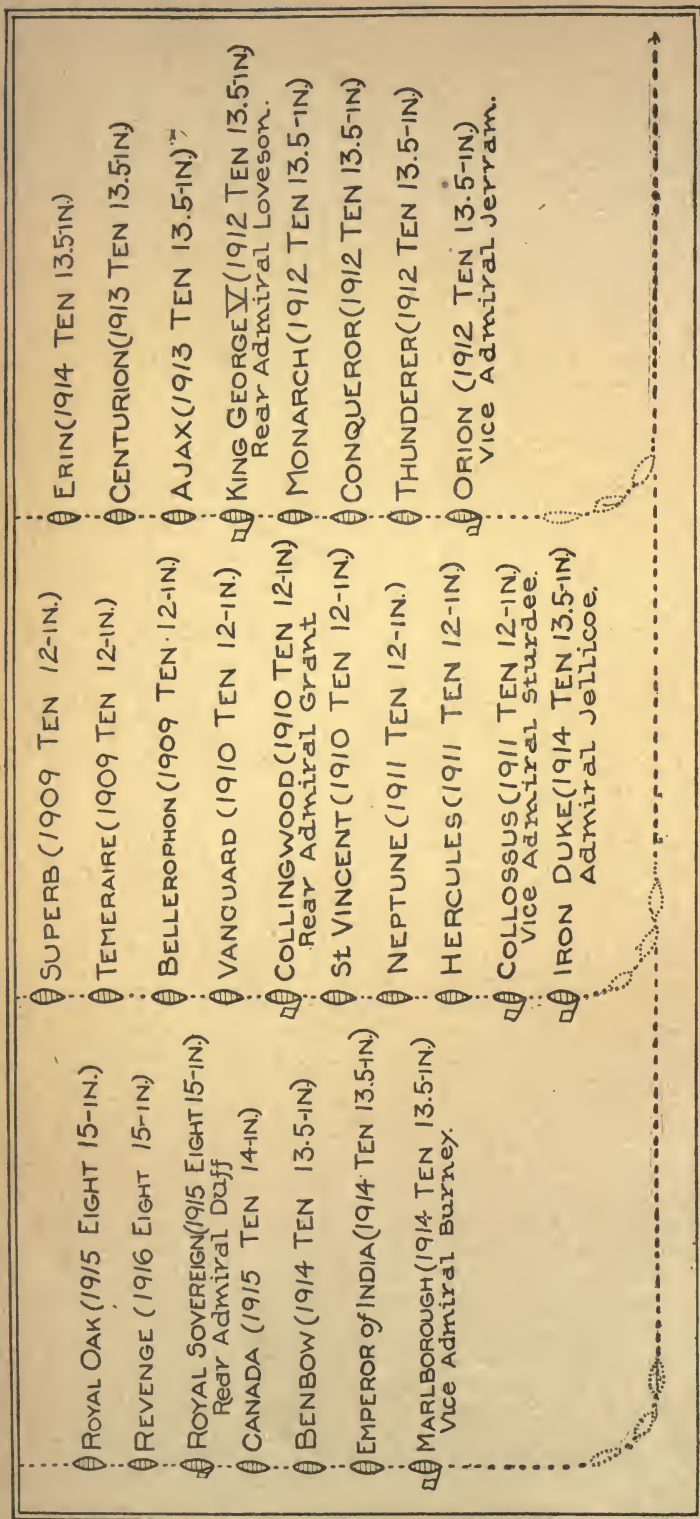 ROYAL OAK (1915 EIGHT 15-IN.)
REVENGE (1916 EIGHT 15-IN.)
ROYAL SOVEREIGN (1915 EIGHT 15-IN.)
Rear Admiral Duff
CANADA (1915 TEN 14-IN.)
BENBOW (1914 TEN 13.5-IN.)
EMPEROR of INDIA (1914 TEN 13.5-IN.)
MARLBOROUGH (1914 TEN 13.5-IN.)
Vice Admiral Burney.
SUPERB (1909 TEN 12-IN.)
TEMERAIRE (1909 TEN 12-IN.)
BELLEROPHON (1909 TEN 12-IN.)
VANGUARD (1910 TEN 12-IN.)
COLLINGWOOD (1910 TEN 12-IN.)
Rear Admiral Grant
St VINCENT (1910 TEN 12-IN.)
NEPTUNE (1911 TEN 12-IN.)
HERCULES (1911 TEN 12-IN.)
COLLOSSUS (1911 TEN 12-IN.)
Vice Admiral Sturdee.
IRON DUKE (1914 TEN 13.5-IN.)
Admiral Jellicoe.
ERIN (1914 TEN 13.5IN.)
CENTURION (1913 TEN 13.5IN)
AJAX (1913 TEN 13.5-IN.)
KING GEORGE V (1912 TEN 13.5-IN.)
Rear Admiral Loveson.
MONARCH (1912 TEN 13.5-IN.)
CONQUEROR (1912 TEN 13.5-IN.)
THUNDERER (1912 TEN 13.5-IN.)
ORION (1912 TEN 13.5-IN.)
Vice Admiral Jerram.